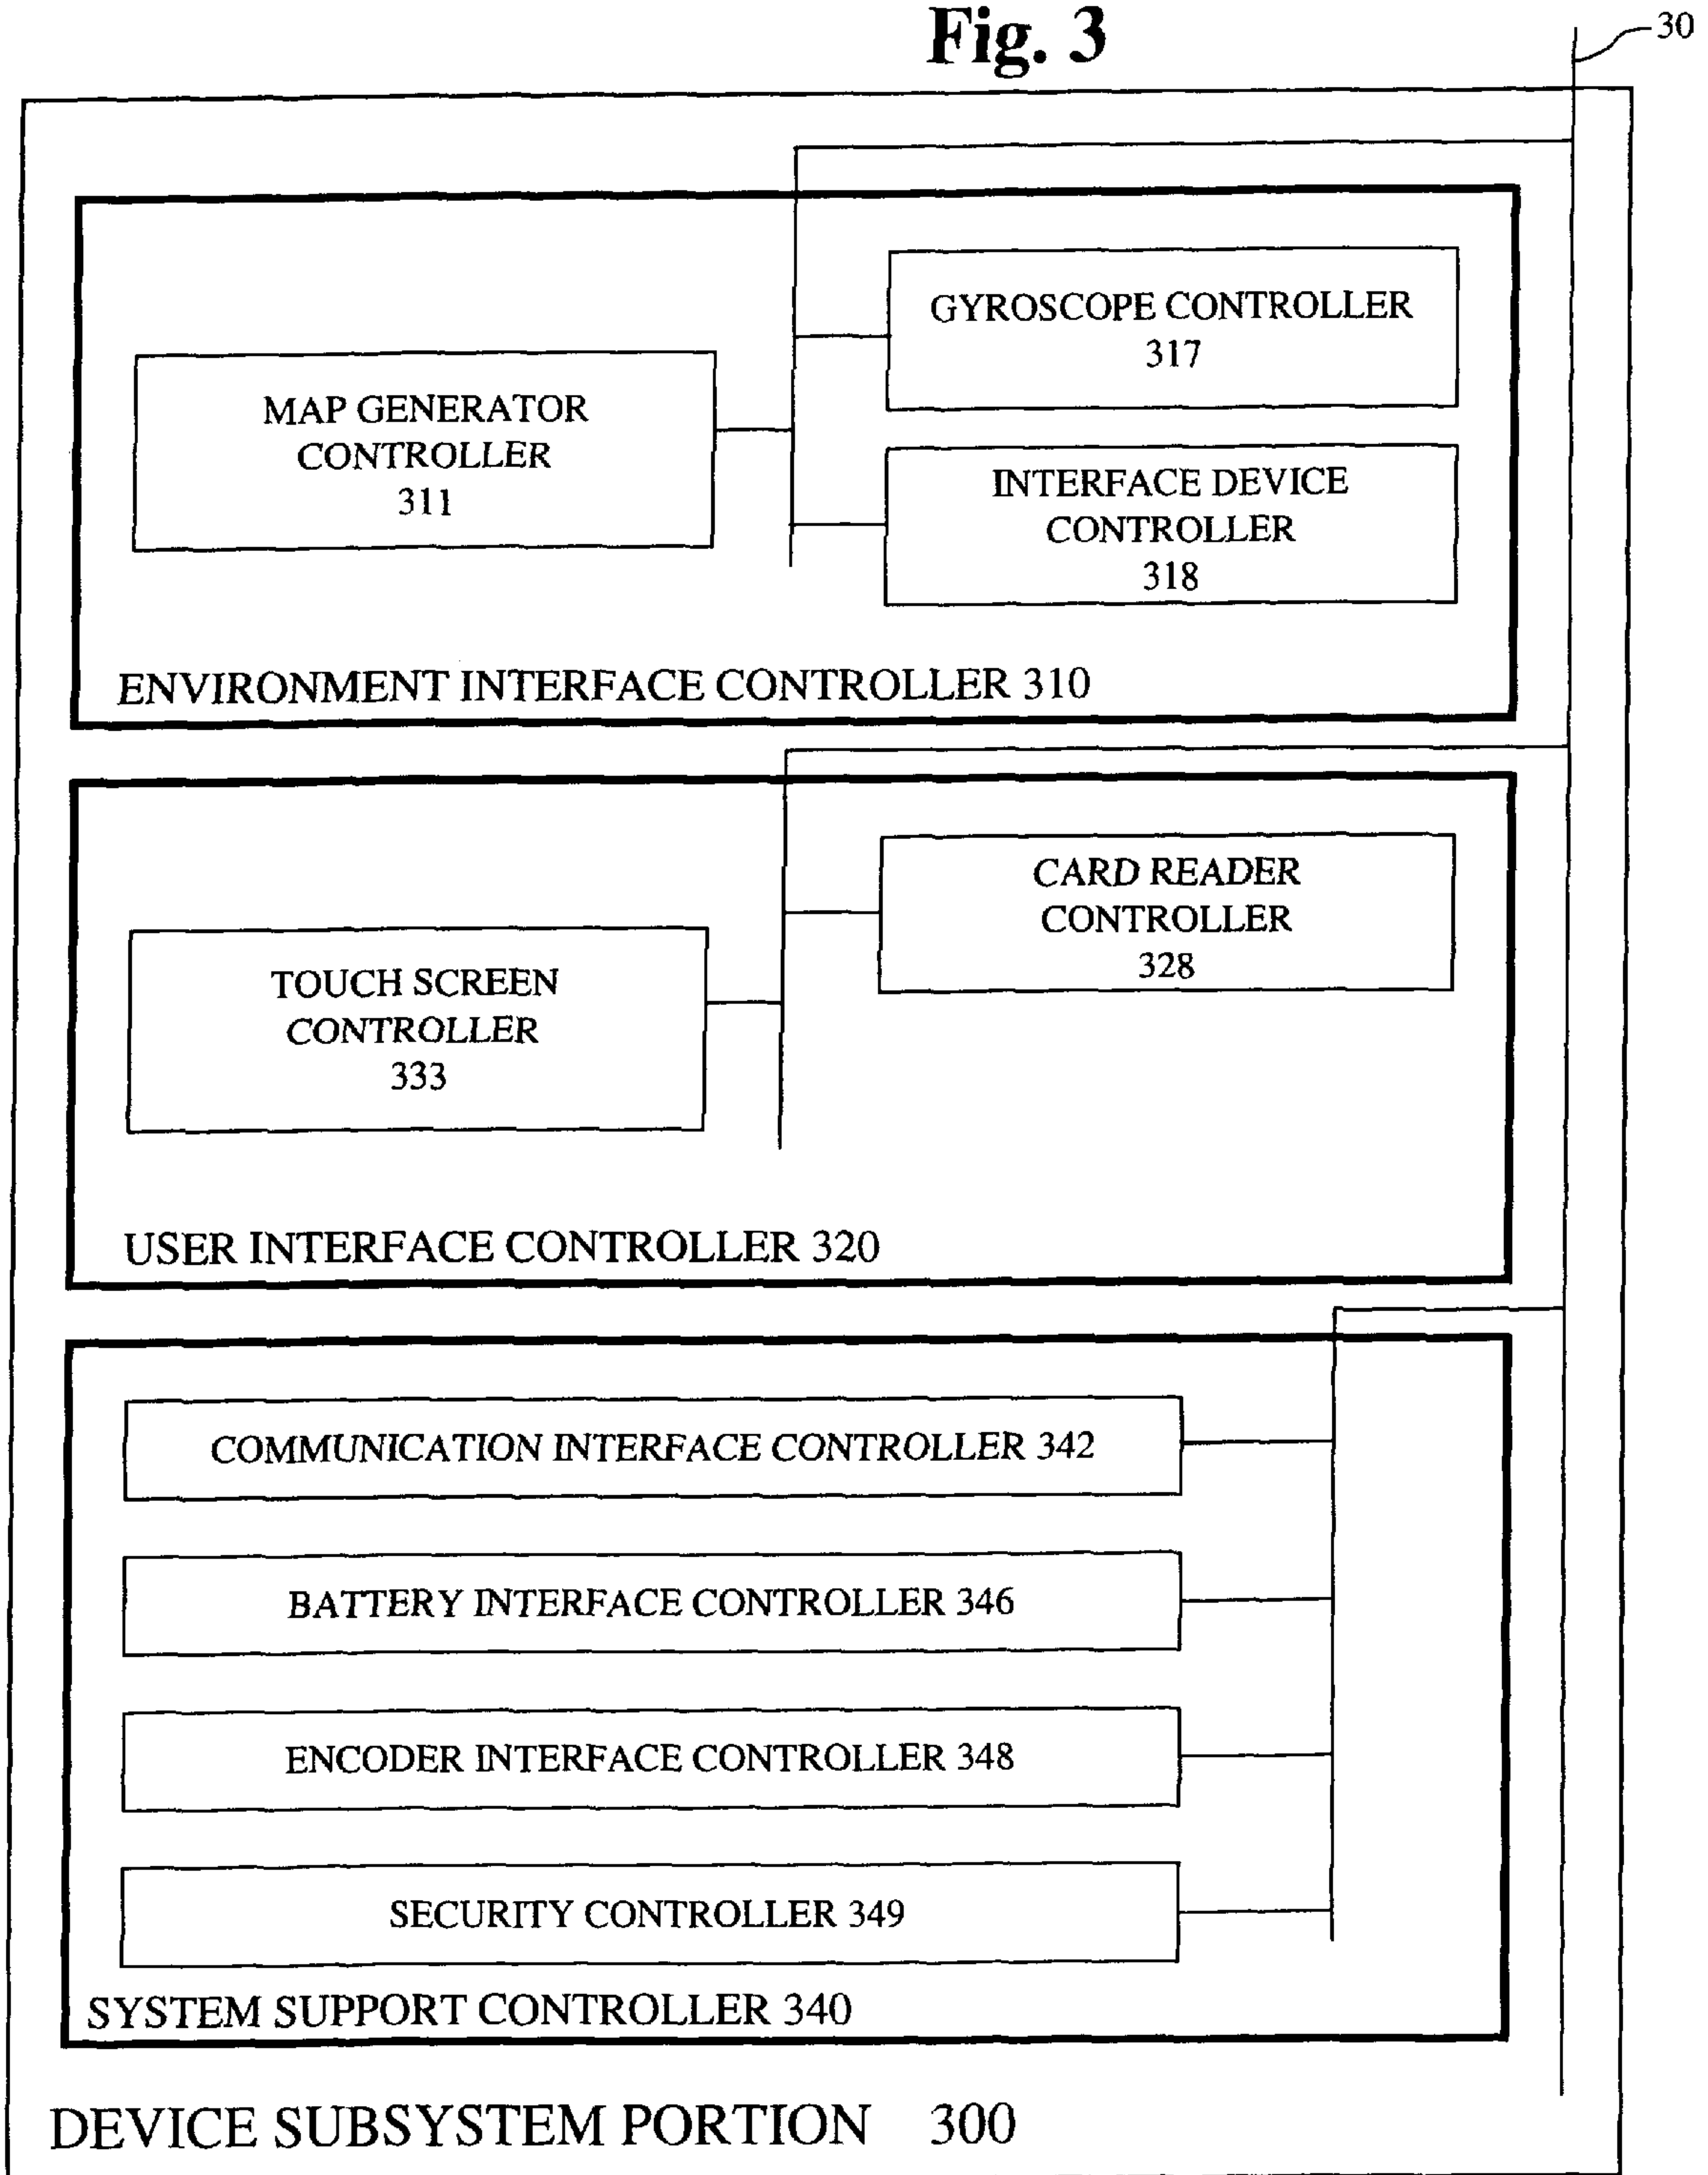 Fig. 3
30
GYROSCOPE CONTROLLER
317
MAP GENERATOR
CONTROLLER
311
INTERFACE DEVICE
CONTROLLER
318
ENVIRONMENT INTERFACE CONTROLLER 310
CARD READER
CONTROLLER
328
TOUCH SCREEN
CONTROLLER
333
USER INTERFACE CONTROLLER 320
COMMUNICATION INTERFACE CONTROLLER 342
BATTERY INTERFACE CONTROLLER 346
ENCODER INTERFACE CONTROLLER 348
SECURITY CONTROLLER 349
SYSTEM SUPPORT CONTROLLER 340
DEVICE SUBSYSTEM PORTION 300